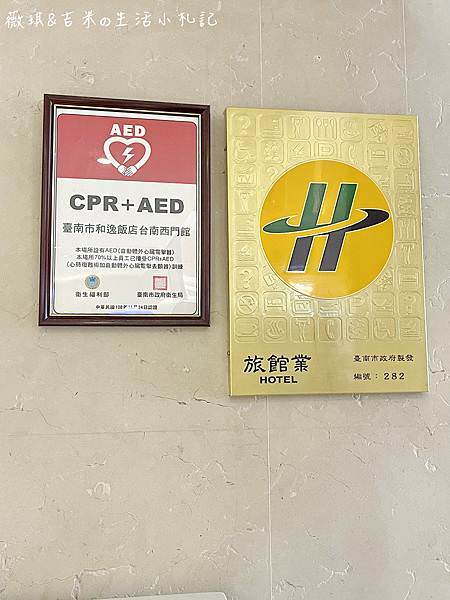 薇琪&吉米の生活小札記
AED
CPR+AED
臺南市和逸飯店台南西門館
本場所設有AED(自動體外心臟電擊器)
本場所70%以上員工已接受CPR+AED
(心肺復甦術加自動體外心臟電擊去顫器)訓練
衛生福利部
臺南市政府衛生局
旅館業
HOTEL
臺南市政府製發
編號：282